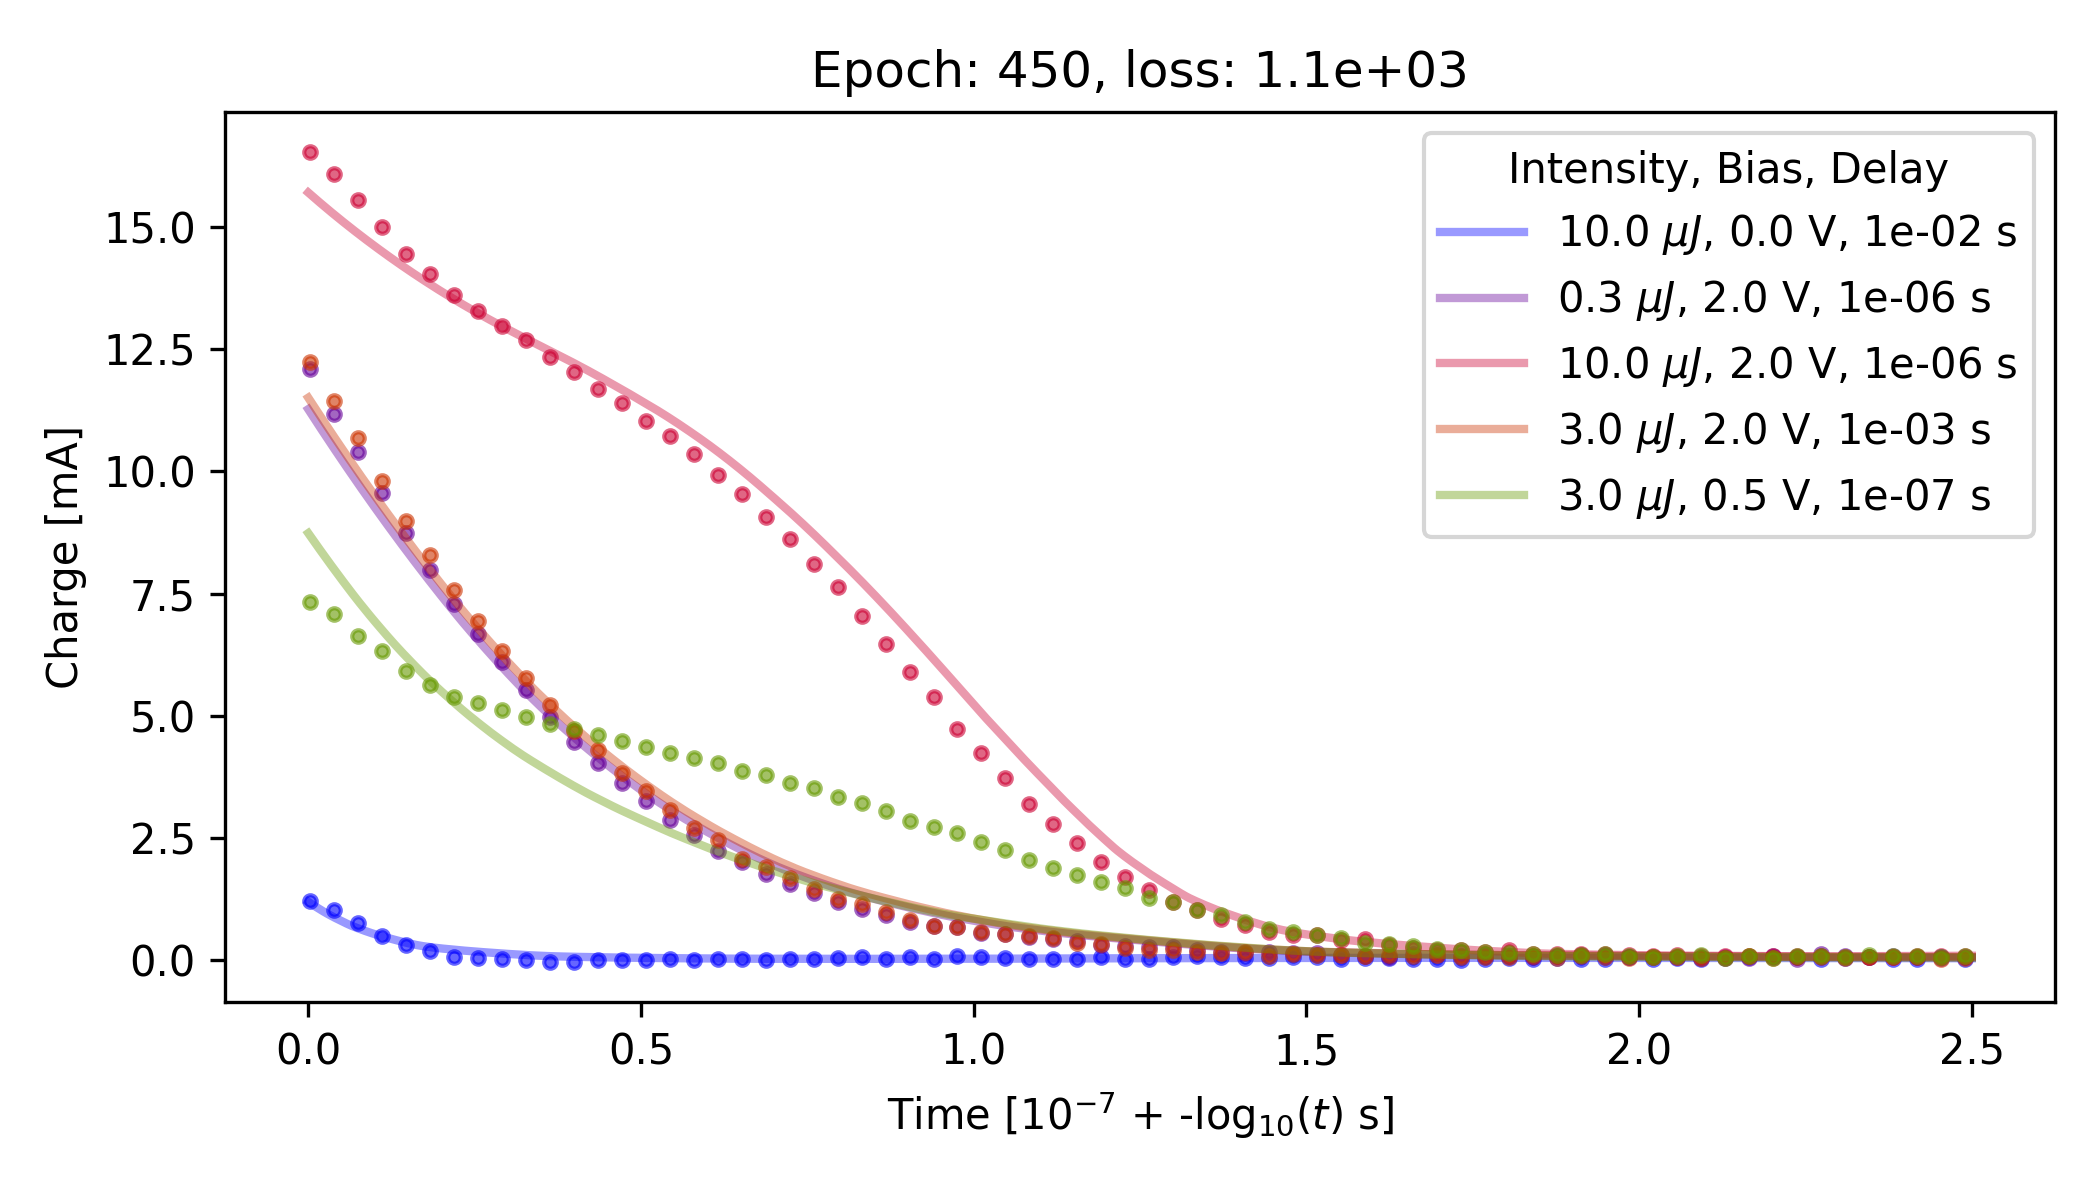 Epoch: 450, loss: 1.1e+03
Intensity, Bias, Delay
10.0 μJ, 0.0 V, 1e-02 s
0.3 μJ, 2.0 V, 1e-06 s
10.0 μJ, 2.0 V, 1e-06 s
3.0 μJ, 2.0 V, 1e-03 s
3.0 μJ, 0.5 V, 1e-07 s
Charge [mA]
15.0
12.5
10.0
7.5
5.0
2.5
0.0
0.0 0.5 1.0 1.5 2.0 2.5
Time [10⁻⁷ + -log₁₀(t) s]